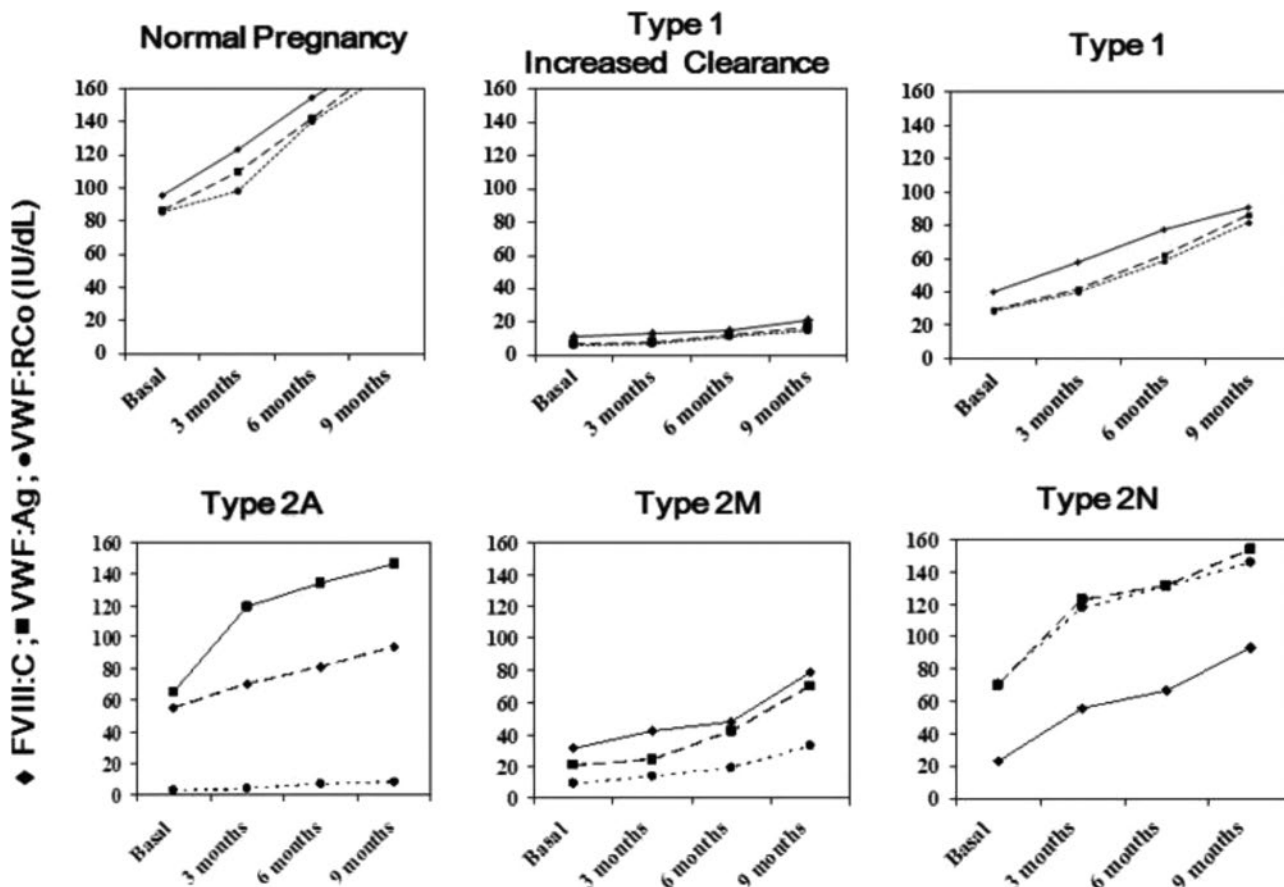 ◆ FVIII:C ; ■ VWF:Ag ; ●VWF:RCo (IU/dL)
Normal Pregnancy
160
140
120
100
80
60
40
20
0
Basal
3 months
6 months
9 months
Type 1
Increased Clearance
160
140
120
100
80
60
40
20
0
Basal
3 months
6 months
9 months
Type 1
160
140
120
100
80
60
40
20
0
Basal
3 months
6 months
9 months
Type 2A
160
140
120
100
80
60
40
20
0
Basal
3 months
6 months
9 months
Type 2M
160
140
120
100
80
60
40
20
0
Basal
3 months
6 months
9 months
Type 2N
160
140
120
100
80
60
40
20
0
Basal
3 months
6 months
9 months